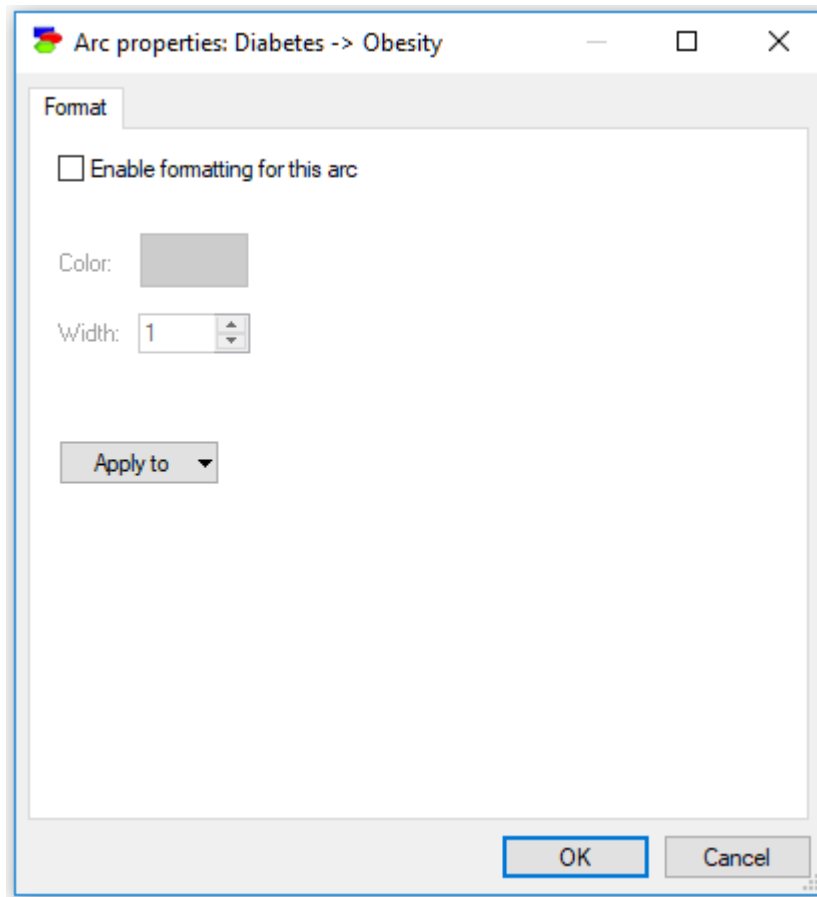 Arc properties: Diabetes -> Obesity
Format
Enable formatting for this arc
Color:
Width: 1
Apply to
OK Cancel